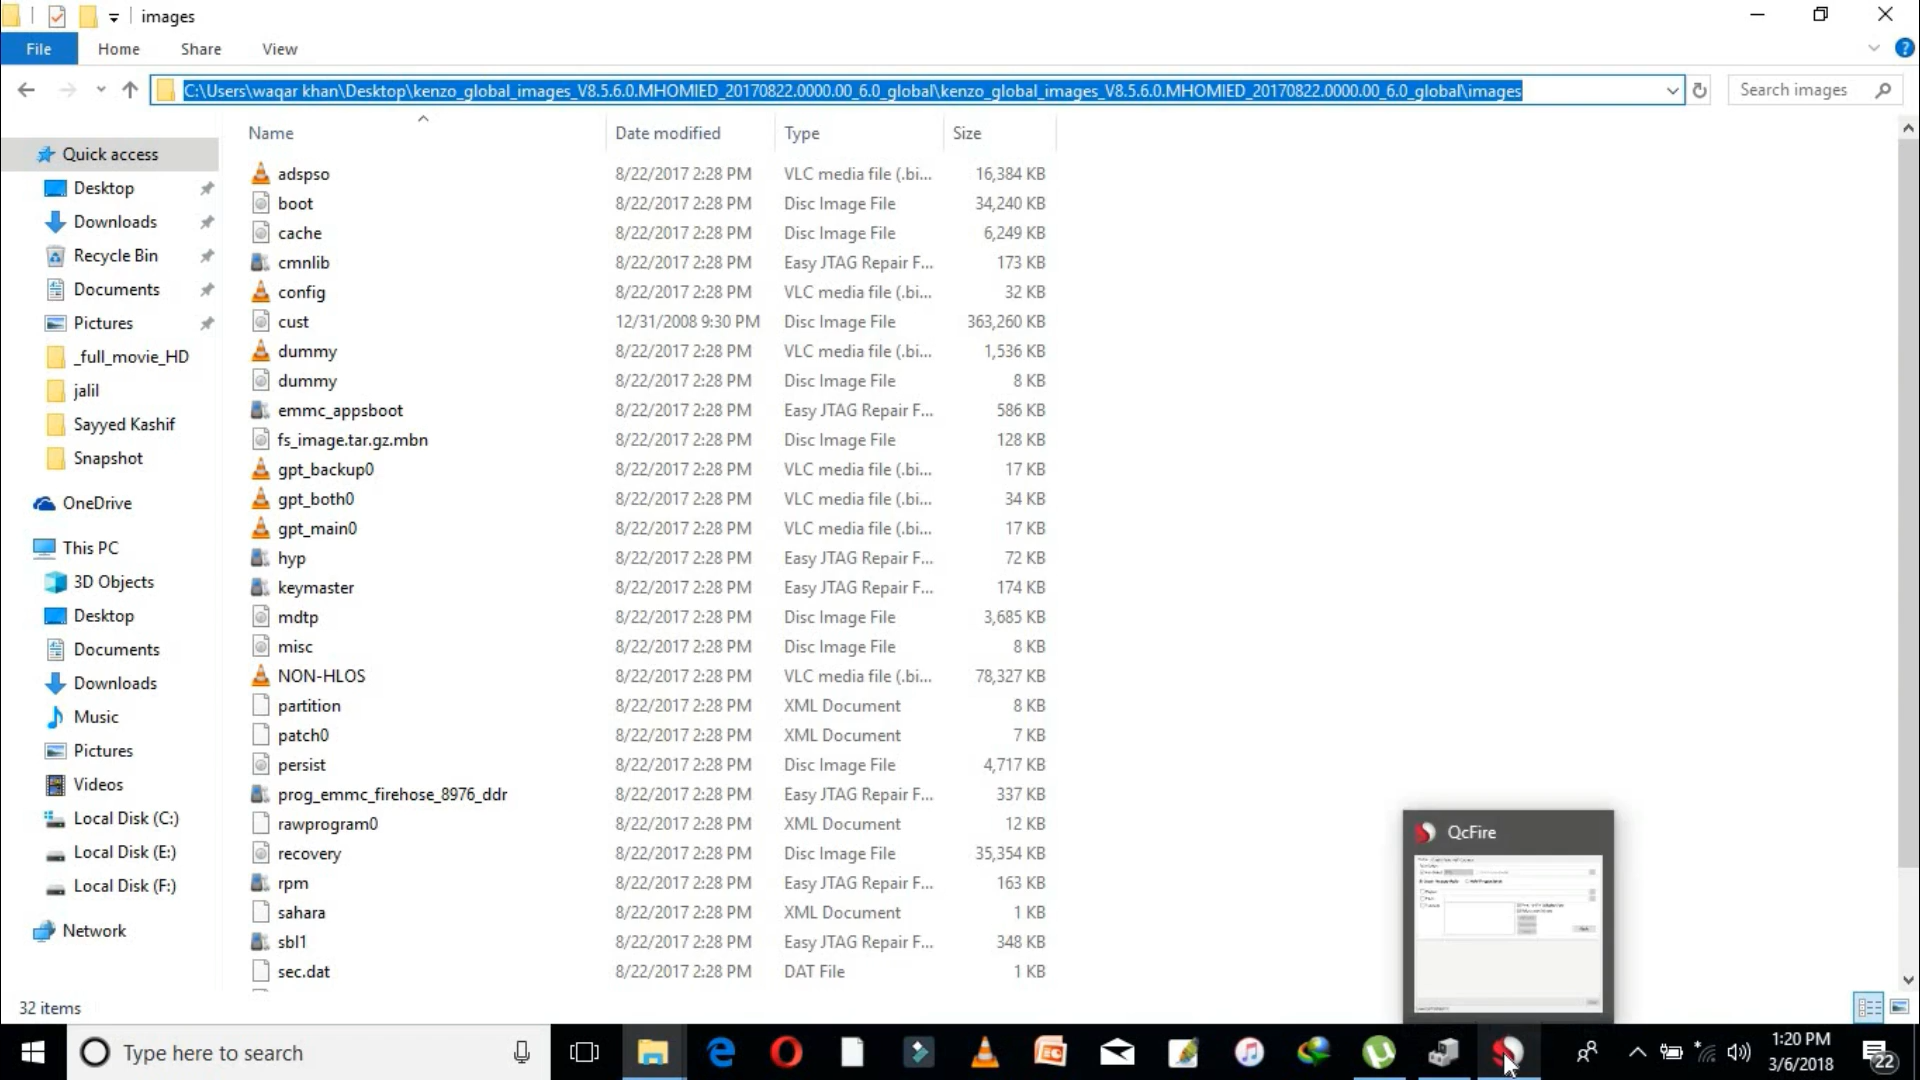 images
File Home Share View
C:\Users\waqar khan\Desktop\kenzo_global_images_V8.5.6.0.MHOMIED_20170822.0000.00_6.0_global\kenzo_global_images_V8.5.6.0.MHOMIED_20170822.0000.00_6.0_global\images Search images
Name Date modified Type Size
Quick access
Desktop
Downloads
Recycle Bin
Documents
Pictures
_full_movie_HD
jalil
Sayyed Kashif
Snapshot
OneDrive
This PC
3D Objects
Desktop
Documents
Downloads
Music
Pictures
Videos
Local Disk (C:)
Local Disk (E:)
Local Disk (F:)
Network
adspso 8/22/2017 2:28 PM VLC media file (.bi... 16,384 KB
boot 8/22/2017 2:28 PM Disc Image File 34,240 KB
cache 8/22/2017 2:28 PM Disc Image File 6,249 KB
cmnlib 8/22/2017 2:28 PM Easy JTAG Repair F... 173 KB
config 8/22/2017 2:28 PM VLC media file (.bi... 32 KB
cust 12/31/2008 9:30 PM Disc Image File 363,260 KB
dummy 8/22/2017 2:28 PM VLC media file (.bi... 1,536 KB
dummy 8/22/2017 2:28 PM Disc Image File 8 KB
emmc_appsboot 8/22/2017 2:28 PM Easy JTAG Repair F... 586 KB
fs_image.tar.gz.mbn 8/22/2017 2:28 PM Disc Image File 128 KB
gpt_backup0 8/22/2017 2:28 PM VLC media file (.bi... 17 KB
gpt_both0 8/22/2017 2:28 PM VLC media file (.bi... 34 KB
gpt_main0 8/22/2017 2:28 PM VLC media file (.bi... 17 KB
hyp 8/22/2017 2:28 PM Easy JTAG Repair F... 72 KB
keymaster 8/22/2017 2:28 PM Easy JTAG Repair F... 174 KB
mdtp 8/22/2017 2:28 PM Disc Image File 3,685 KB
misc 8/22/2017 2:28 PM Disc Image File 8 KB
NON-HLOS 8/22/2017 2:28 PM VLC media file (.bi... 78,327 KB
partition 8/22/2017 2:28 PM XML Document 8 KB
patch0 8/22/2017 2:28 PM XML Document 7 KB
persist 8/22/2017 2:28 PM Disc Image File 4,717 KB
prog_emmc_firehose_8976_ddr 8/22/2017 2:28 PM Easy JTAG Repair F... 337 KB
rawprogram0 8/22/2017 2:28 PM XML Document 12 KB
recovery 8/22/2017 2:28 PM Disc Image File 35,354 KB
rpm 8/22/2017 2:28 PM Easy JTAG Repair F... 163 KB
sahara 8/22/2017 2:28 PM XML Document 1 KB
sbl1 8/22/2017 2:28 PM Easy JTAG Repair F... 348 KB
sec.dat 8/22/2017 2:28 PM DAT File 1 KB
QcFire
32 items
Type here to search
1:20 PM
3/6/2018
22